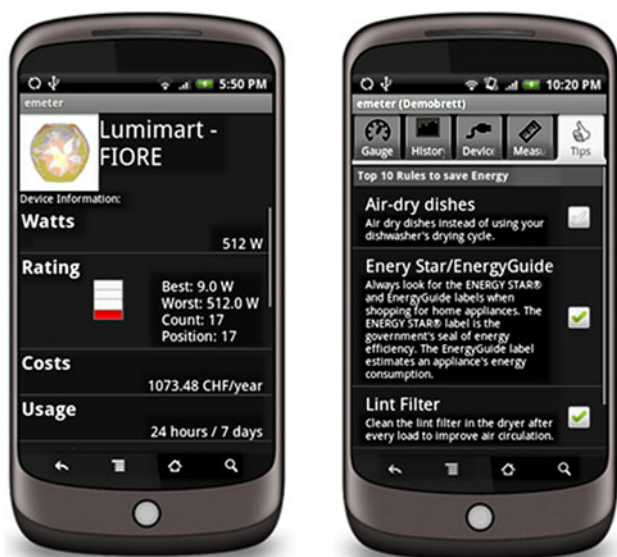 5:50 PM
emeter
Lumimart -
FIORE
Device Information:
Watts
512 W
Rating
Best: 9.0 W
Worst: 512.0 W
Count: 17
Position: 17
Costs
1073.48 CHF/year
Usage
24 hours / 7 days
10:20 PM
emeter (Demobrett)
Gauge History Device Measu Tips
Top 10 Rules to save Energy
Air-dry dishes
Air dry dishes instead of using your
dishwasher's drying cycle.
Enery Star/EnergyGuide
Always look for the ENERGY STAR®
and EnergyGuide labels when
shopping for home appliances. The
ENERGY STAR® label is the
government's seal of energy
efficiency. The EnergyGuide label
estimates an appliance's energy
consumption.
Lint Filter
Clean the lint filter in the dryer after
every load to improve air circulation.